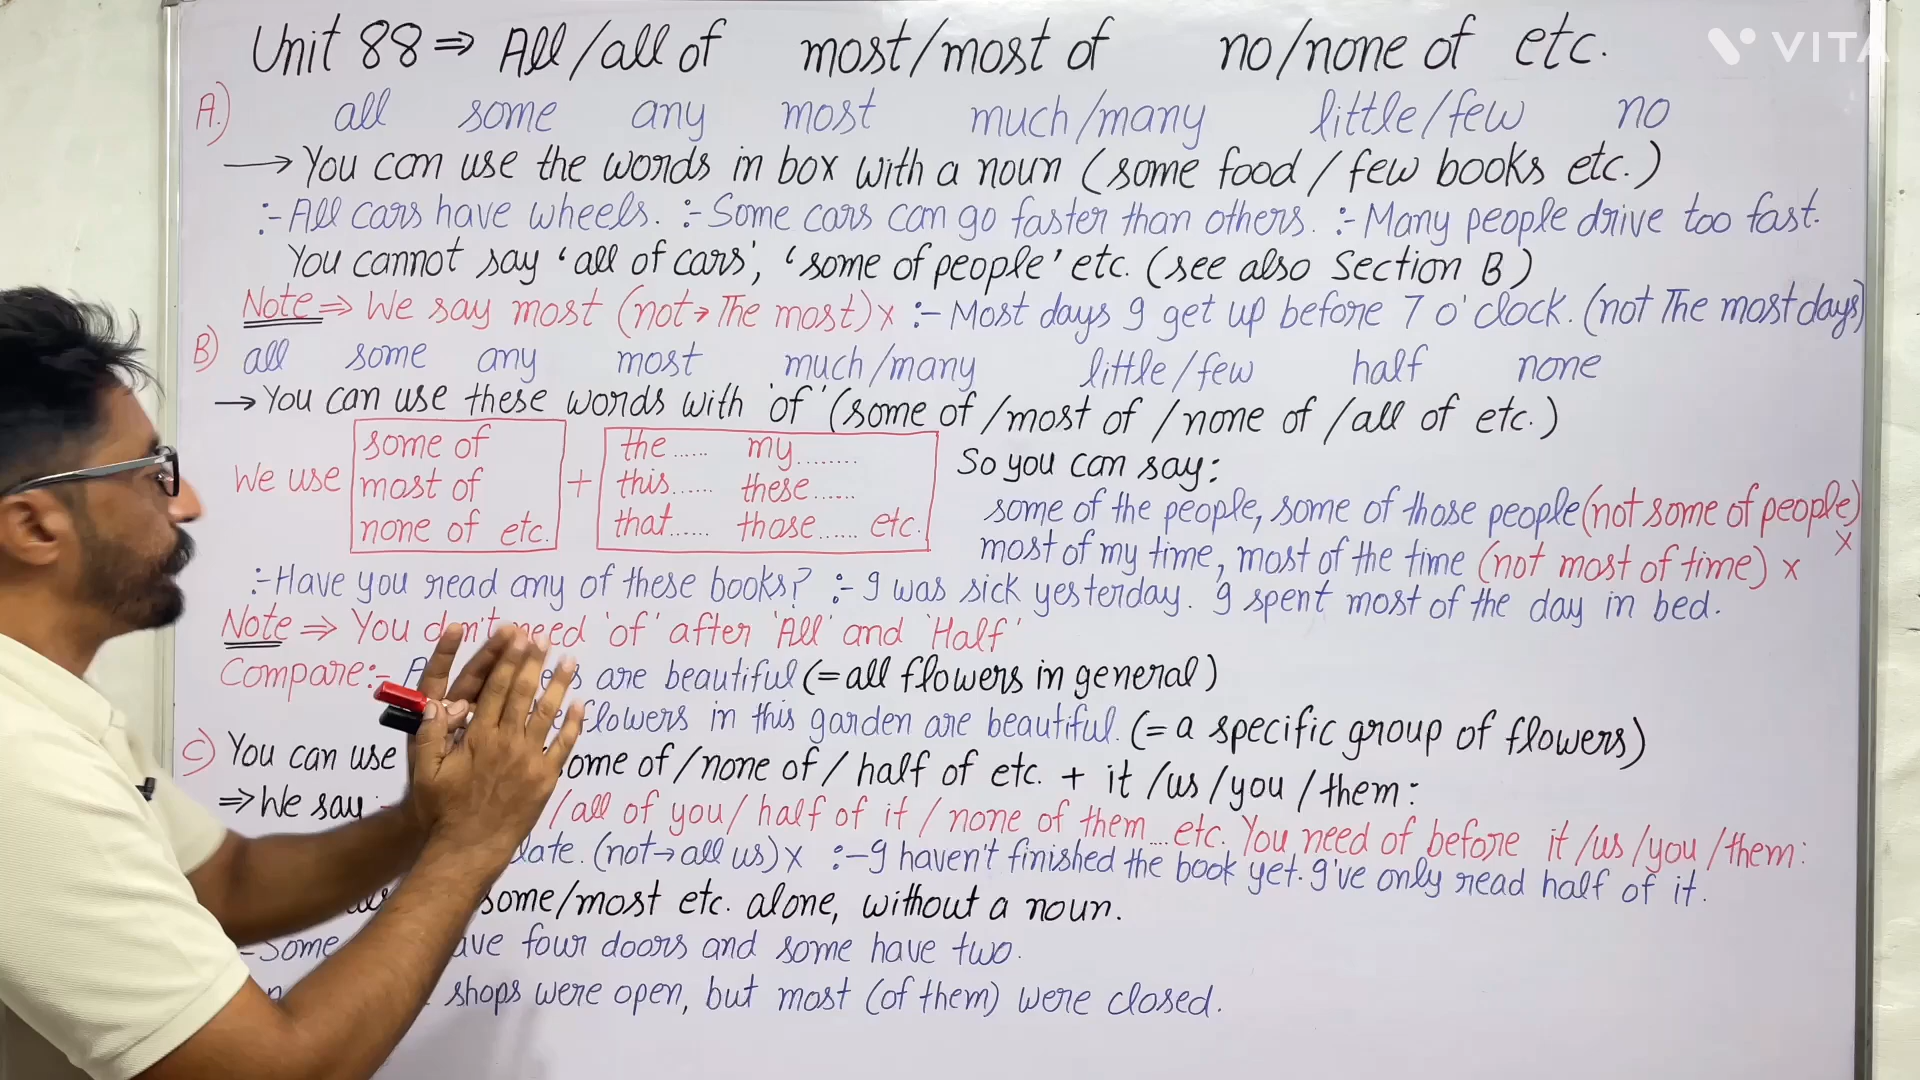 Unit 88 ⇒ All/all of most/most of no/none of etc.
VITA
A.) all some any most much/many little/few no
→ You can use the words in box with a noun (some food / few books etc.)
:- All cars have wheels. :- Some cars can go faster than others. :- Many people drive too fast.
You cannot say 'all of cars', 'some of people' etc. (see also Section B)
Note ⇒ We say most (not → The most) x :- Most days I get up before 7 o'clock. (not The most days)
B) all some any most much/many little/few half none
→ You can use these words with 'of' (some of / most of / none of / all of etc.)
We use some of most of none of etc. + the ...... my ........ this ...... these ...... that ...... those ...... etc.
So you can say:
some of the people, some of those people (not some of people) x
most of my time, most of the time (not most of time) x
:- Have you read any of these books? :- I was sick yesterday. I spent most of the day in bed.
Note ⇒ You don't need 'of' after 'All' and 'Half'
Compare:- are beautiful (= all flowers in general)
flowers in this garden are beautiful. (= a specific group of flowers)
C) You can use some of / none of / half of etc. + it / us / you / them:
⇒ We say / all of you / half of it / none of them ... etc. You need of before it / us / you / them:
late. (not → all us) x :- I haven't finished the book yet. I've only read half of it.
some/most etc. alone, without a noun.
- Some four doors and some have two.
shops were open, but most (of them) were closed.